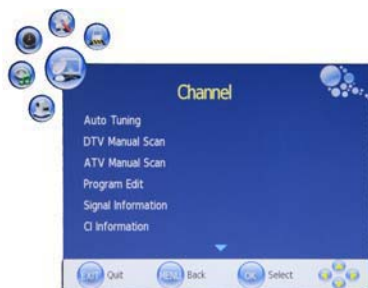 Channel
Auto Tuning
DTV Manual Scan
ATV Manual Scan
Program Edit
Signal Information
CI Information
EXIT Quit MENU Back OK Select